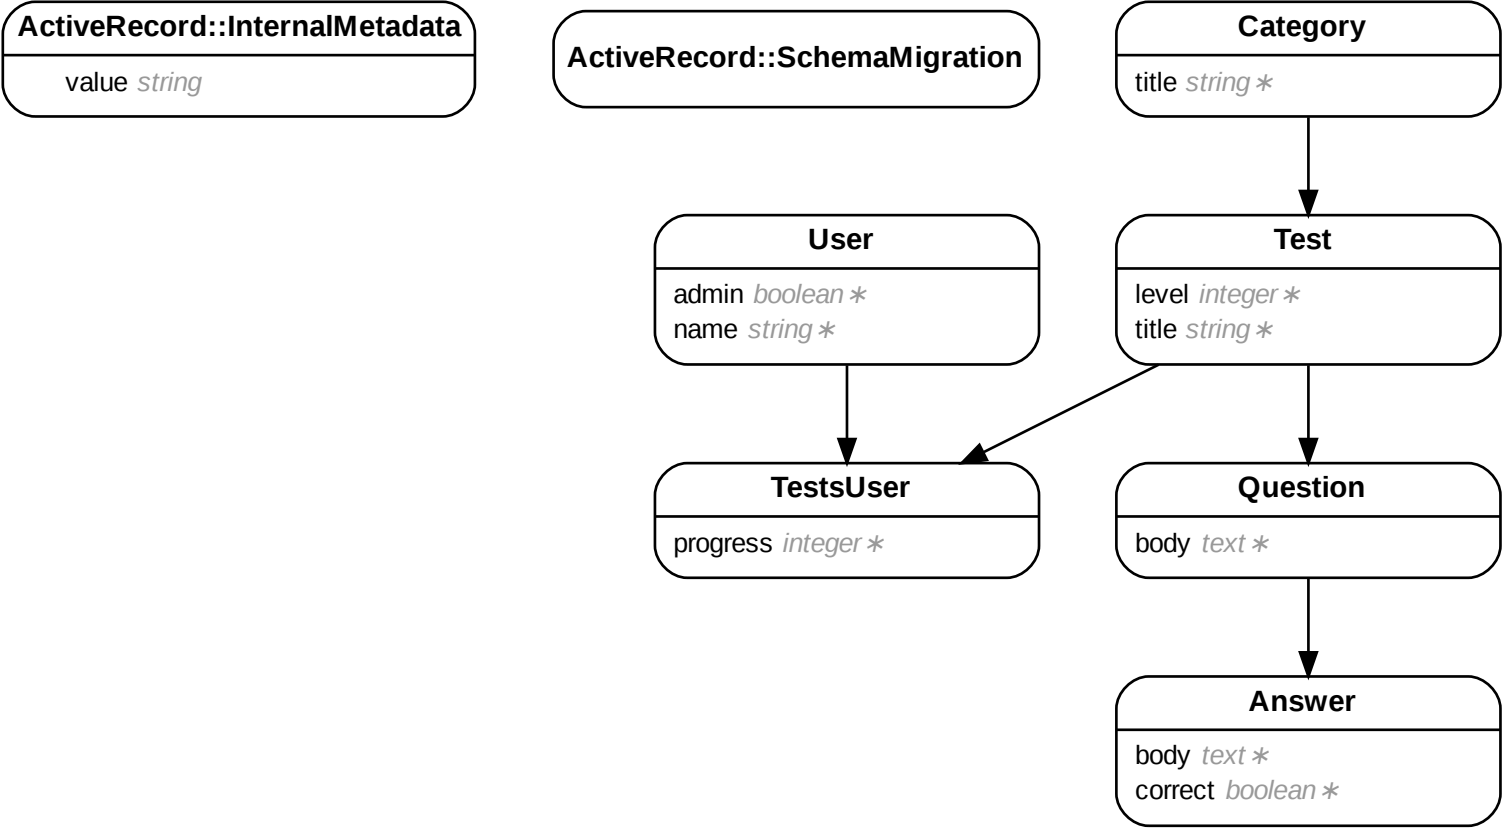 ActiveRecord::InternalMetadata
value string
ActiveRecord::SchemaMigration
Category
title string ∗
User
admin boolean ∗
name string ∗
Test
level integer ∗
title string ∗
TestsUser
progress integer ∗
Question
body text ∗
Answer
body text ∗
correct boolean ∗